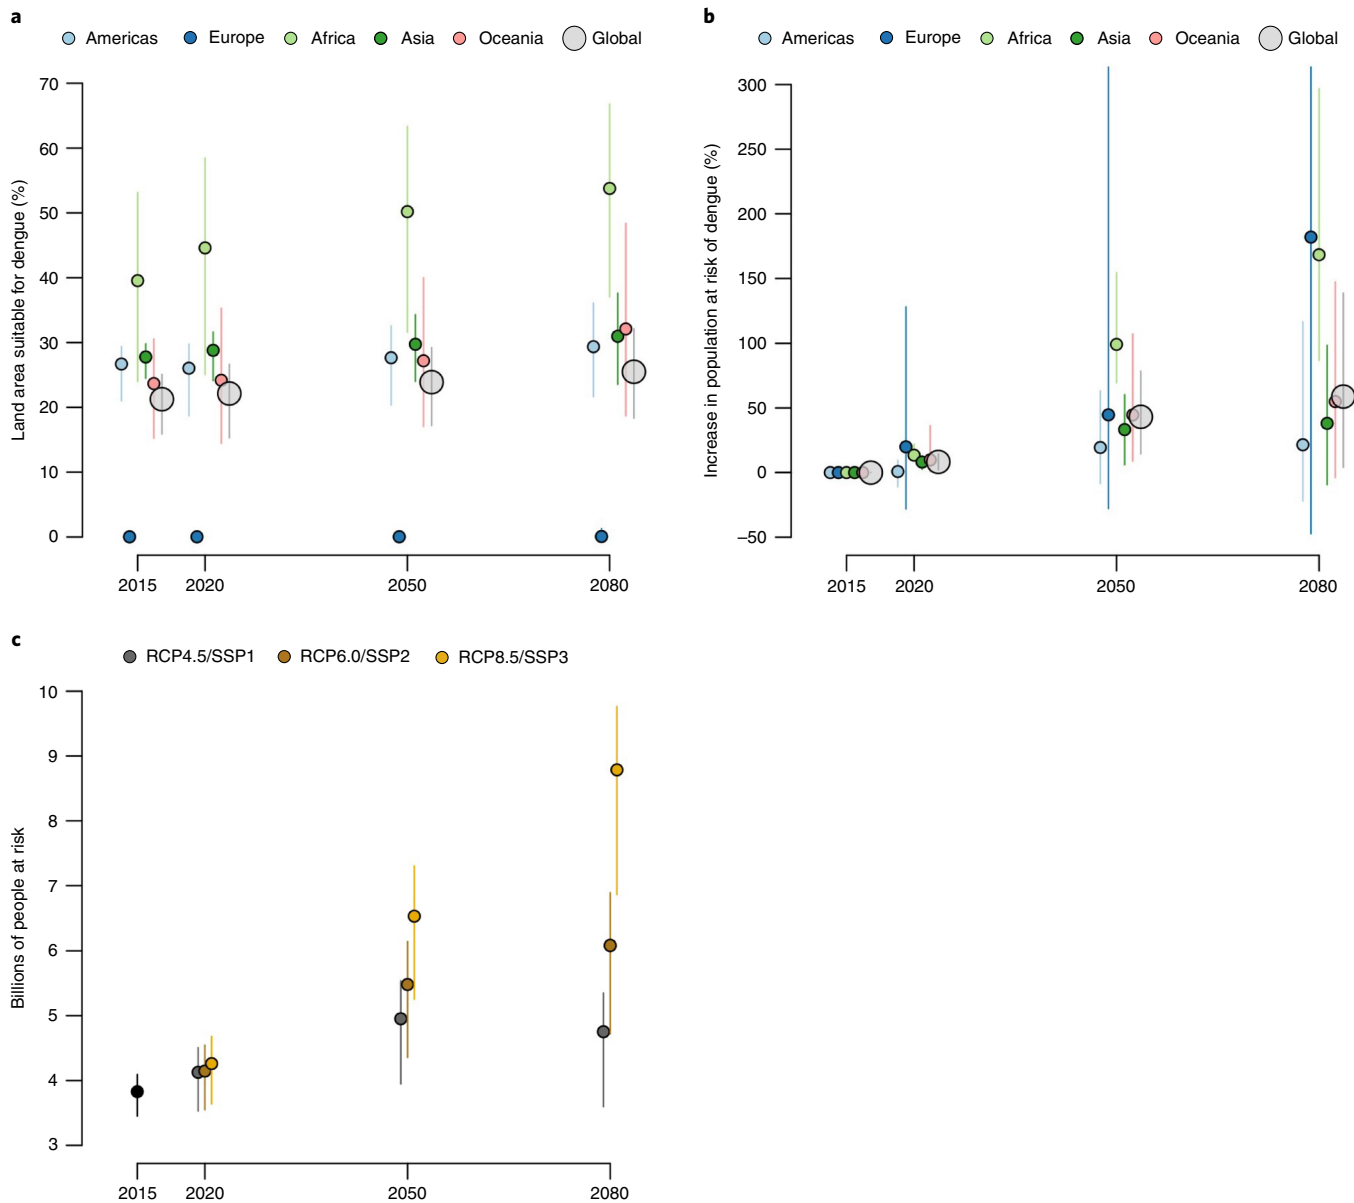 a
Americas Europe Africa Asia Oceania Global
70
60
50
40
30
20
10
0
Land area suitable for dengue (%)
2015 2020 2050 2080
b
Americas Europe Africa Asia Oceania Global
300
250
200
150
100
50
0
–50
Increase in population at risk of dengue (%)
2015 2020 2050 2080
c
RCP4.5/SSP1 RCP6.0/SSP2 RCP8.5/SSP3
10
9
8
7
6
5
4
3
Billions of people at risk
2015 2020 2050 2080